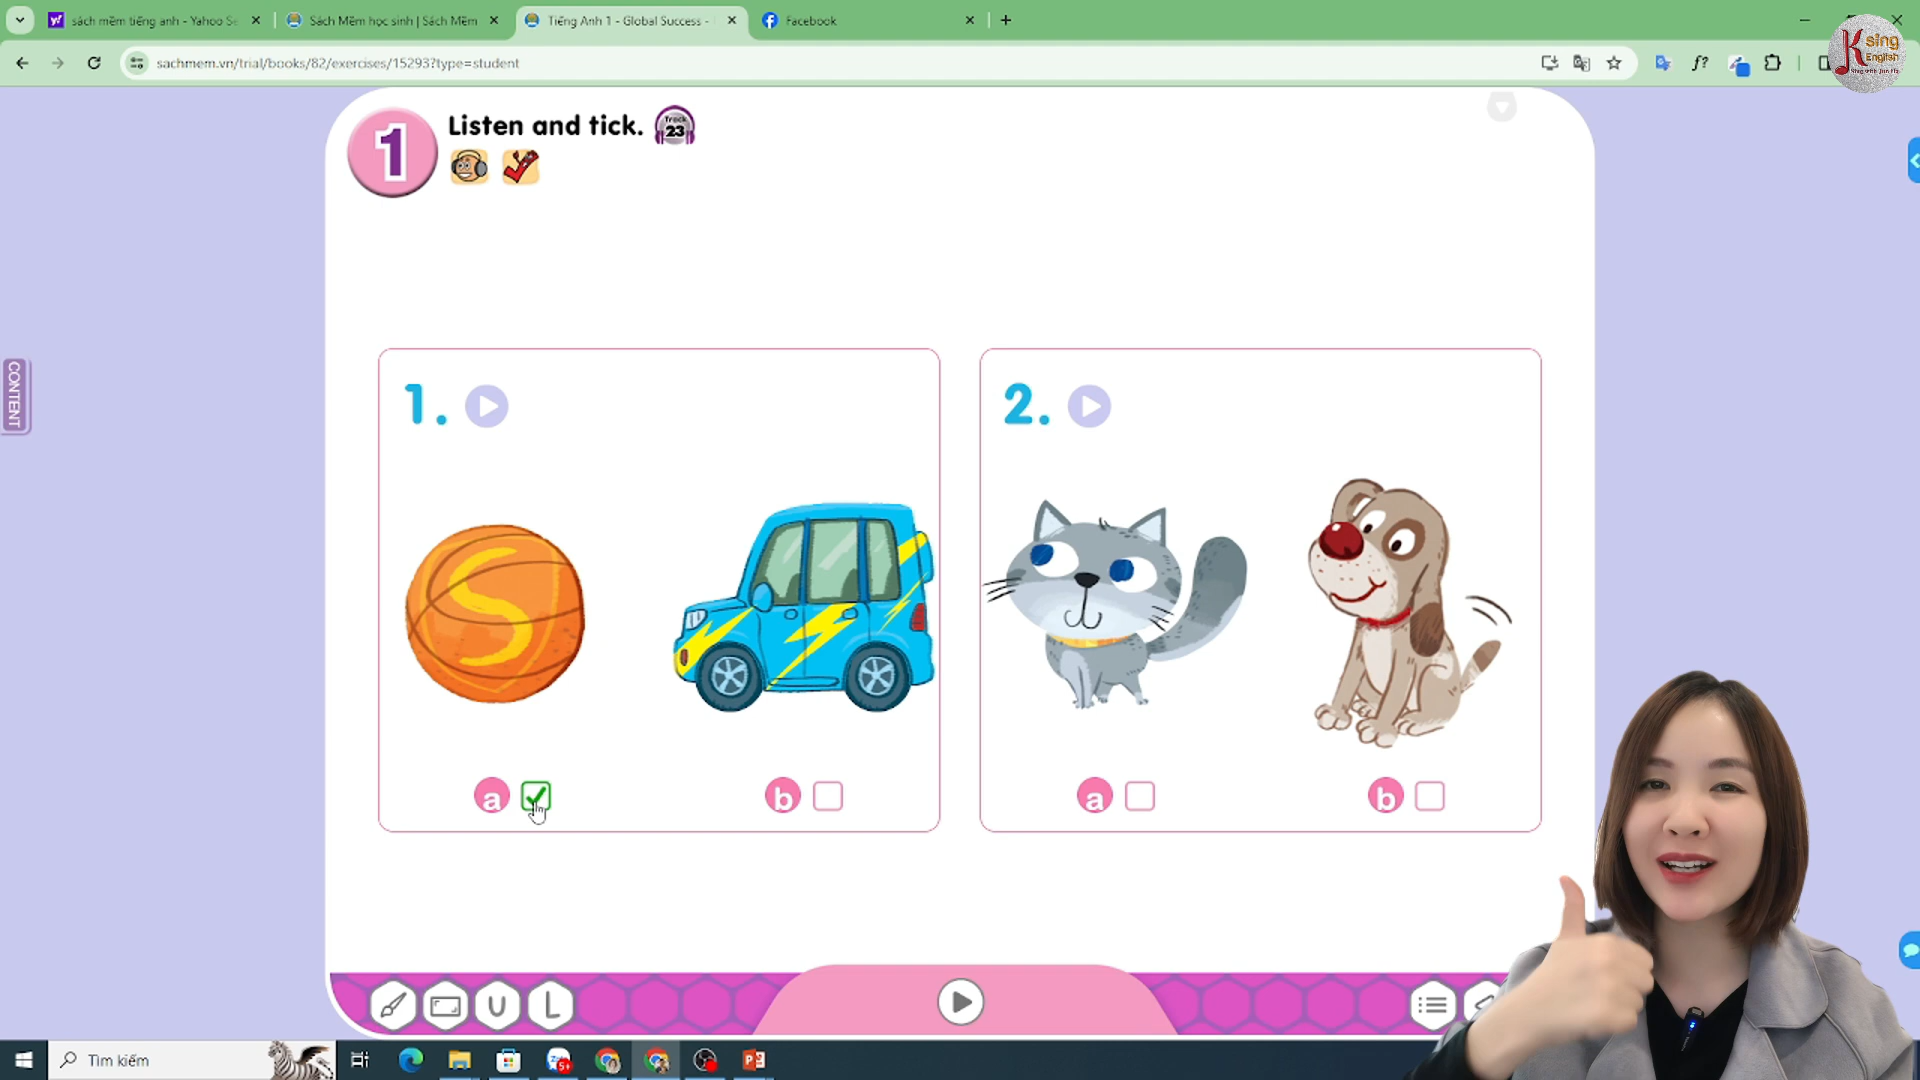 sách mềm tiếng anh - Yahoo Se
Sách Mềm học sinh | Sách Mềm
Tiếng Anh 1 - Global Success -
Facebook
sachmem.vn/trial/books/82/exercises/15293?type=student
Ksing
English
1
Listen and tick.
Track
23
CONTENT
1.
2.
S
a
b
a
b
U
L
Tìm kiếm